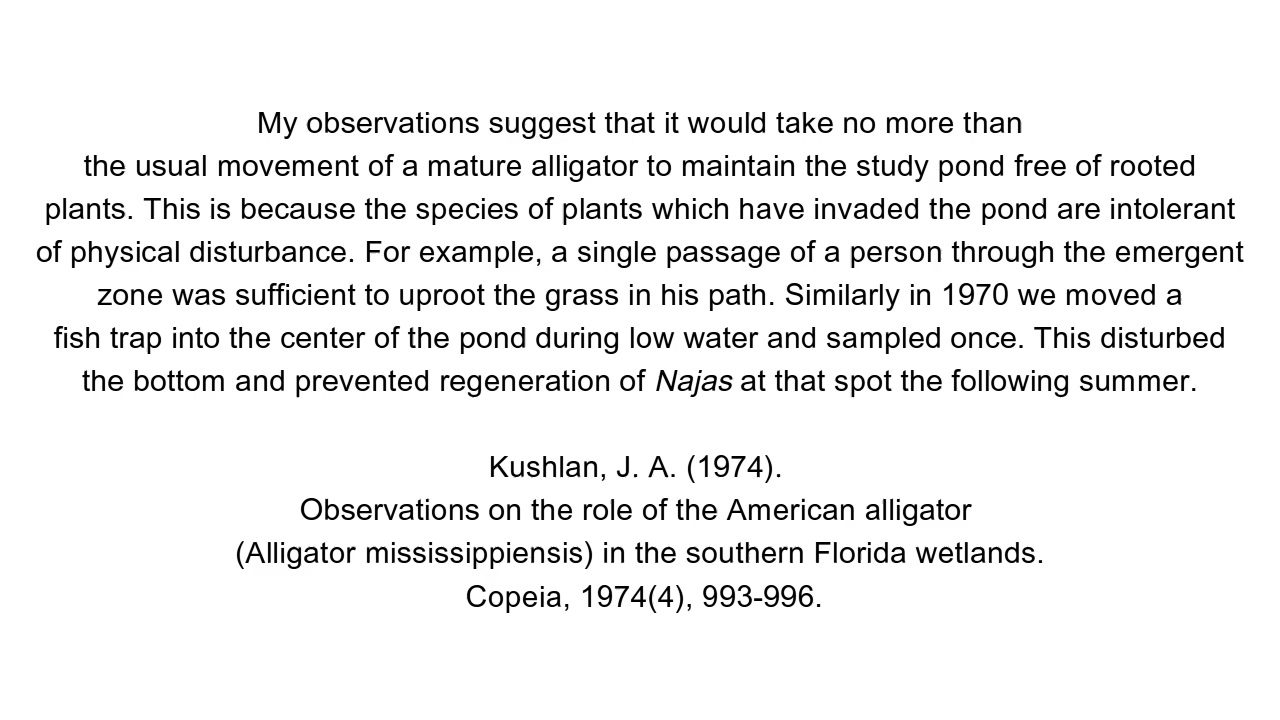 My observations suggest that it would take no more than
the usual movement of a mature alligator to maintain the study pond free of rooted
plants. This is because the species of plants which have invaded the pond are intolerant
of physical disturbance. For example, a single passage of a person through the emergent
zone was sufficient to uproot the grass in his path. Similarly in 1970 we moved a
fish trap into the center of the pond during low water and sampled once. This disturbed
the bottom and prevented regeneration of Najas at that spot the following summer.
Kushlan, J. A. (1974).
Observations on the role of the American alligator
(Alligator mississippiensis) in the southern Florida wetlands.
Copeia, 1974(4), 993-996.